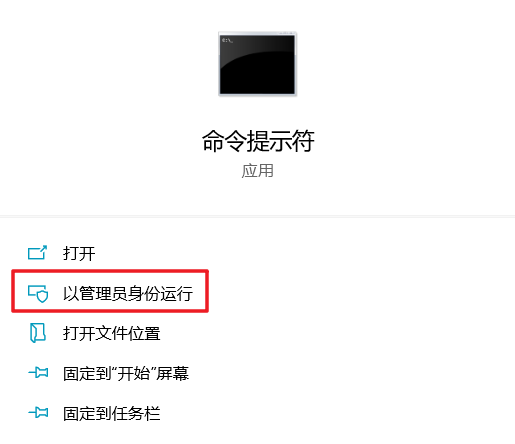 命令提示符
应用
打开
以管理员身份运行
打开文件位置
固定到“开始”屏幕
固定到任务栏